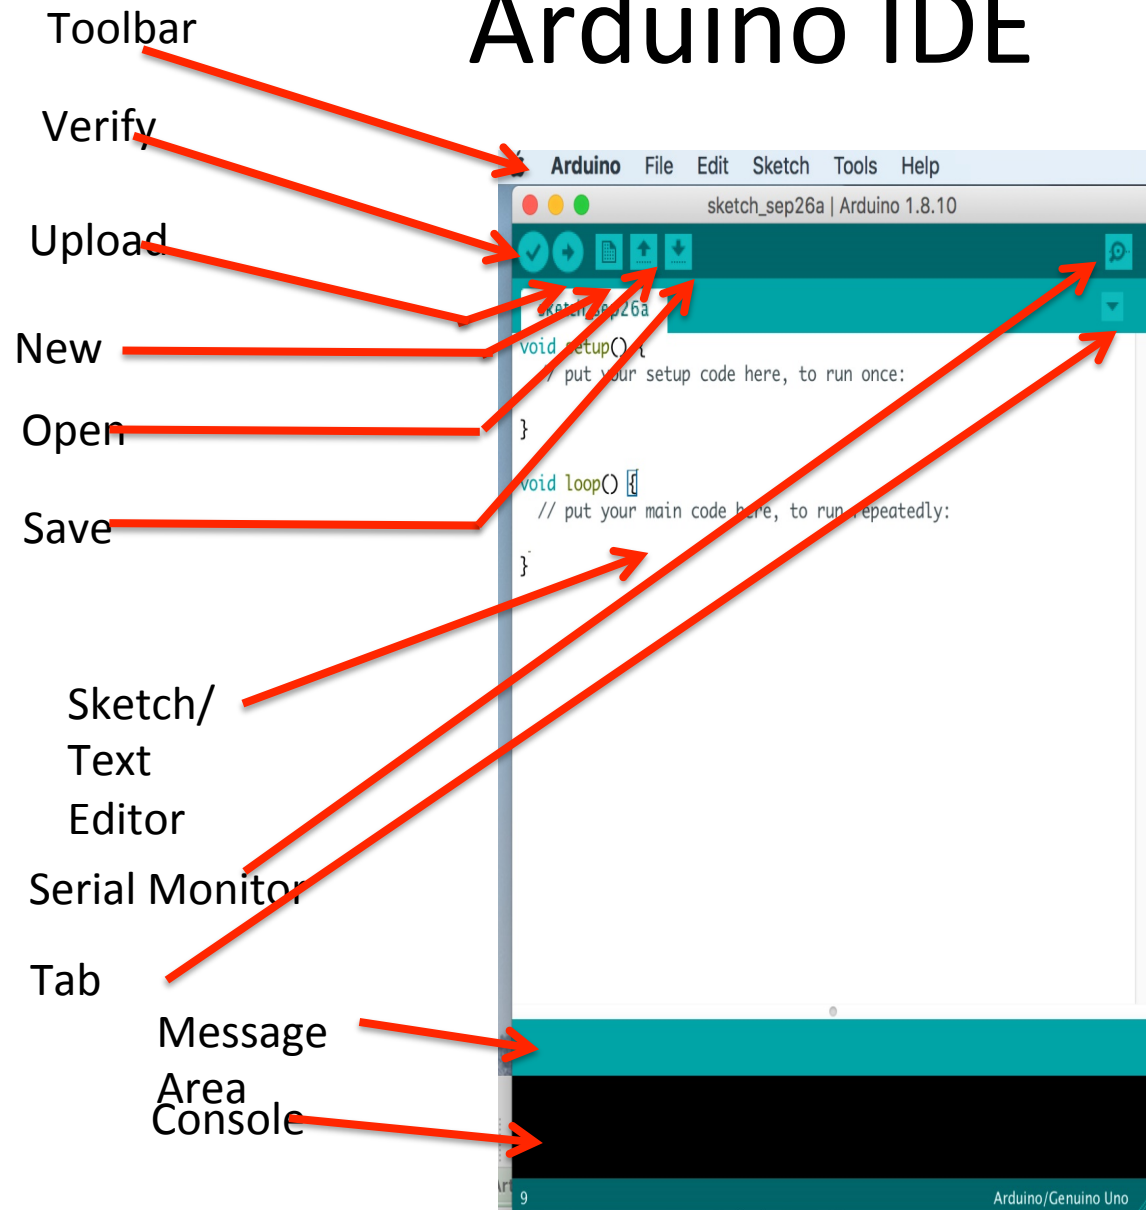 Arduino IDE
Toolbar
Verify
Upload
New
Open
Save
Sketch/
Text
Editor
Serial Monitor
Tab
Message
Area
Console
Arduino File Edit Sketch Tools Help
sketch_sep26a | Arduino 1.8.10
sketch_sep26a
void setup() {
// put your setup code here, to run once:
}
void loop() {
// put your main code here, to run repeatedly:
}
9
Arduino/Genuino Uno